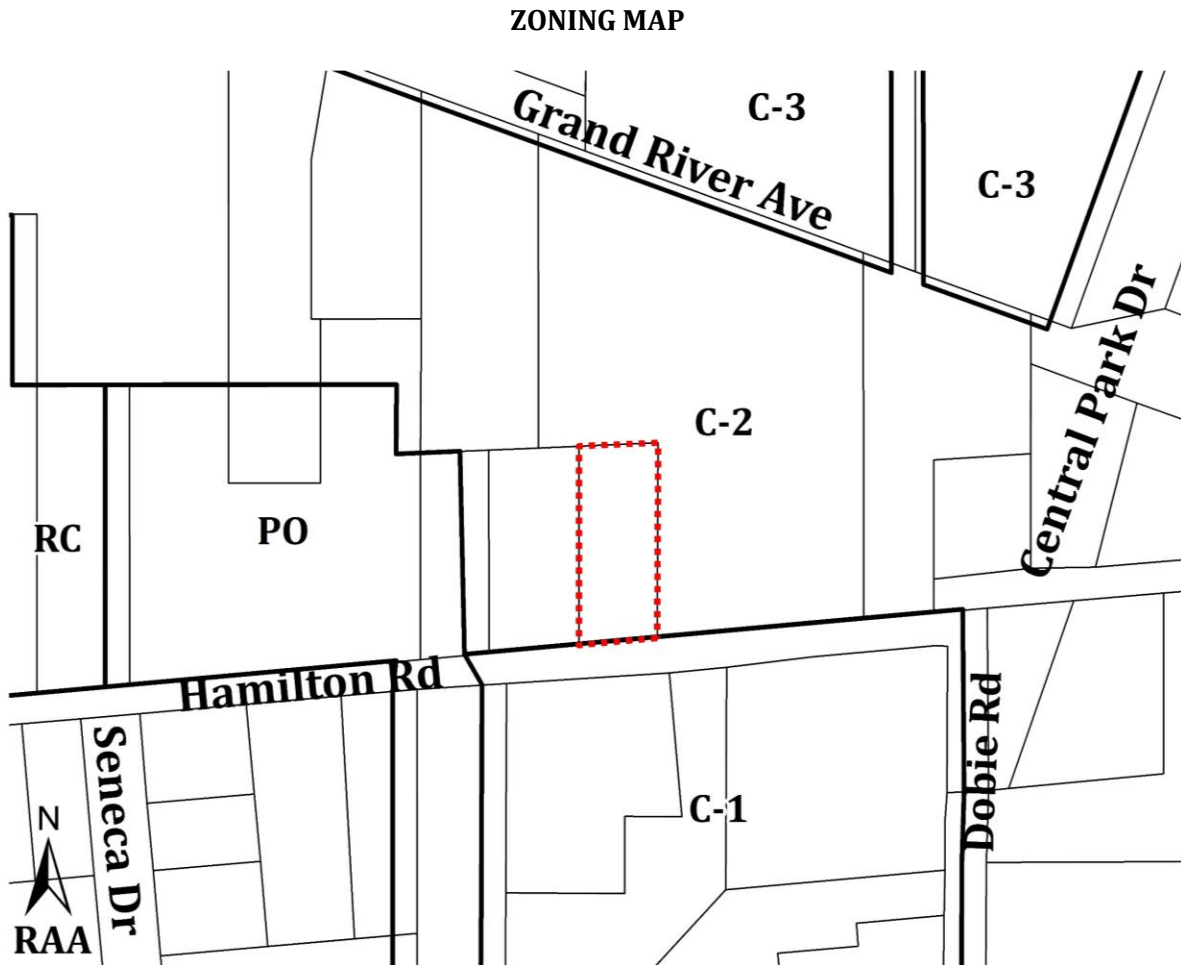 ZONING MAP
Grand River Ave
C-3
C-3
Central Park Dr
C-2
RC
PO
Hamilton Rd
Seneca Dr
C-1
Dobie Rd
N
RAA